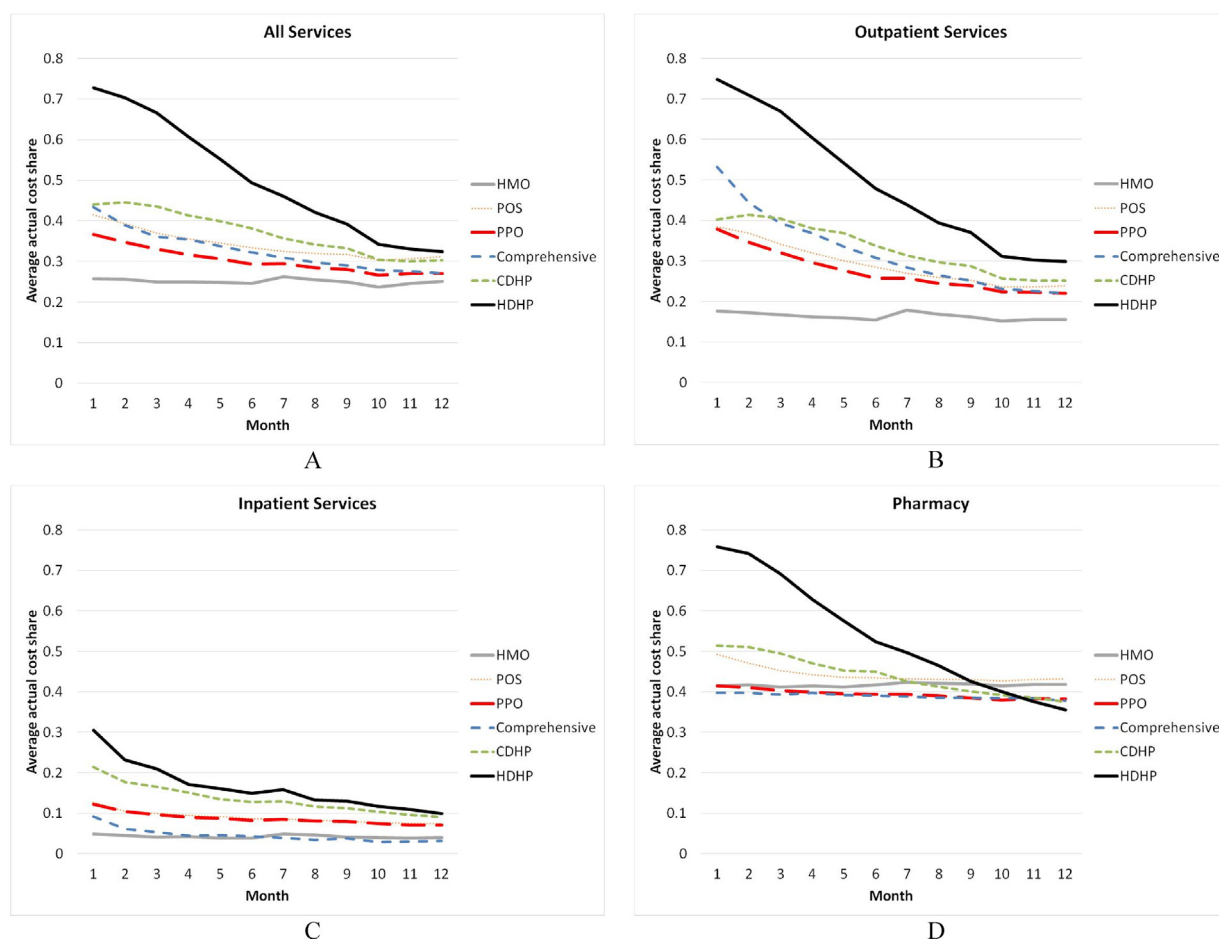 All Services
Average actual cost share
0.8
0.7
0.6
0.5
0.4
0.3
0.2
0.1
0
1 2 3 4 5 6 7 8 9 10 11 12
Month
HMO
POS
PPO
Comprehensive
CDHP
HDHP
A
Outpatient Services
Average actual cost share
0.8
0.7
0.6
0.5
0.4
0.3
0.2
0.1
0
1 2 3 4 5 6 7 8 9 10 11 12
Month
HMO
POS
PPO
Comprehensive
CDHP
HDHP
B
Inpatient Services
Average actual cost share
0.8
0.7
0.6
0.5
0.4
0.3
0.2
0.1
0
1 2 3 4 5 6 7 8 9 10 11 12
Month
HMO
POS
PPO
Comprehensive
CDHP
HDHP
C
Pharmacy
Average actual cost share
0.8
0.7
0.6
0.5
0.4
0.3
0.2
0.1
0
1 2 3 4 5 6 7 8 9 10 11 12
Month
HMO
POS
PPO
Comprehensive
CDHP
HDHP
D